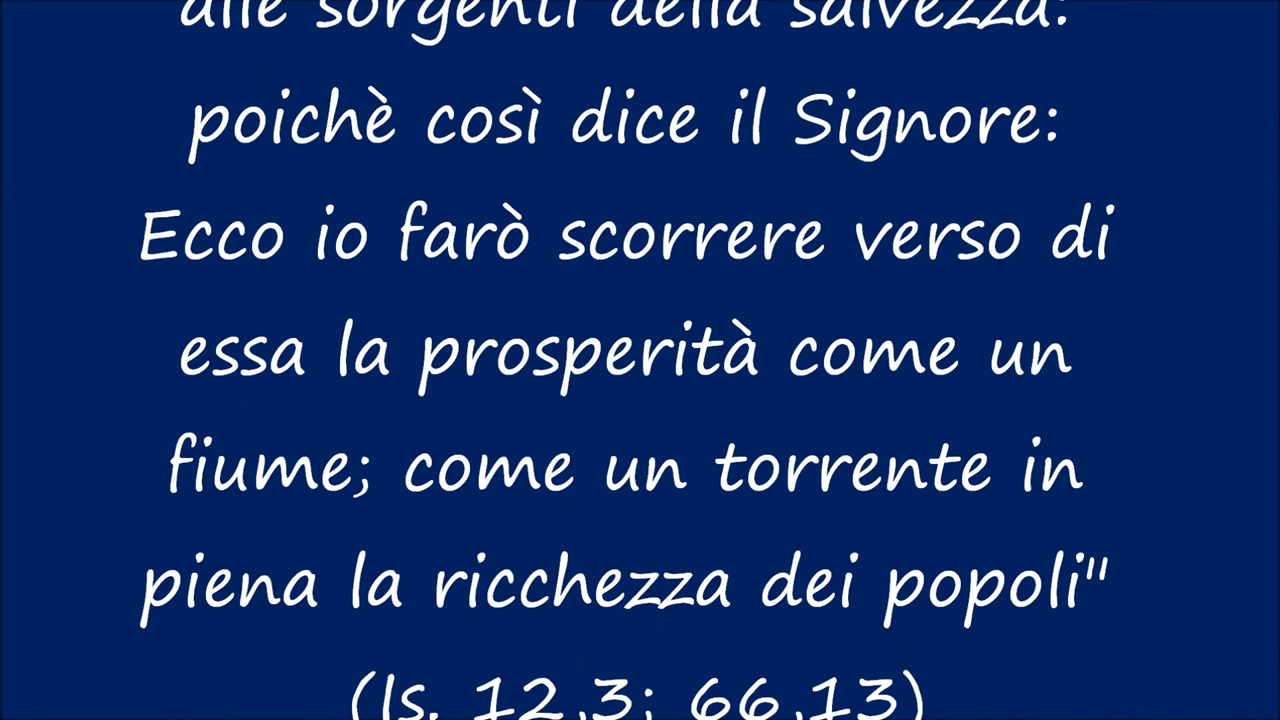 alle sorgenti della salvezza:
poichè così dice il Signore:
Ecco io farò scorrere verso di
essa la prosperità come un
fiume; come un torrente in
piena la ricchezza dei popoli"
(Is. 12,3; 66,13)